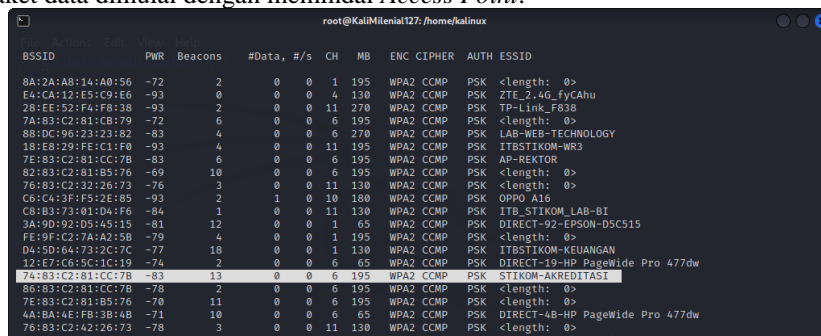 paket data dimulai dengan memindai Access Point.
root@KaliMilenial127: /home/kalinux
File Actions Edit View Help
BSSID PWR Beacons #Data, #/s CH MB ENC CIPHER AUTH ESSID
8A:2A:A8:14:A0:56 -72 2 0 0 1 195 WPA2 CCMP PSK <length: 0>
E4:CA:12:E5:C9:E6 -93 0 0 0 4 130 WPA2 CCMP PSK ZTE_2.4G_fyCAhu
28:EE:52:F4:F8:38 -93 2 0 0 11 270 WPA2 CCMP PSK TP-Link_F838
7A:83:C2:81:CB:79 -72 6 0 0 6 195 WPA2 CCMP PSK <length: 0>
88:DC:96:23:23:82 -83 4 0 0 6 270 WPA2 CCMP PSK LAB-WEB-TECHNOLOGY
18:E8:29:FE:C1:F0 -93 4 0 0 11 195 WPA2 CCMP PSK ITBSTIKOM-WR3
7E:83:C2:81:CC:7B -83 6 0 0 6 195 WPA2 CCMP PSK AP-REKTOR
82:83:C2:81:B5:76 -69 10 0 0 6 195 WPA2 CCMP PSK <length: 0>
76:83:C2:32:26:73 -76 3 0 0 11 130 WPA2 CCMP PSK <length: 0>
C6:C4:3F:F5:2E:85 -93 2 1 0 10 180 WPA2 CCMP PSK OPPO A16
C8:B3:73:01:D4:F6 -84 1 0 0 11 130 WPA2 CCMP PSK ITB_STIKOM_LAB-BI
3A:9D:92:D5:45:15 -81 12 0 0 1 65 WPA2 CCMP PSK DIRECT-92-EPSON-D5C515
FE:9F:C2:7A:A2:5B -79 4 0 0 1 195 WPA2 CCMP PSK <length: 0>
D4:5D:64:73:2C:7C -77 18 0 0 1 130 WPA2 CCMP PSK ITBSTIKOM-KEUANGAN
12:E7:C6:5C:1C:19 -74 2 0 0 6 65 WPA2 CCMP PSK DIRECT-19-HP PageWide Pro 477dw
74:83:C2:81:CC:7B -83 13 0 0 6 195 WPA2 CCMP PSK STIKOM-AKREDITASI
86:83:C2:81:CC:7B -78 2 0 0 6 195 WPA2 CCMP PSK <length: 0>
7E:83:C2:81:B5:76 -70 11 0 0 6 195 WPA2 CCMP PSK <length: 0>
4A:BA:4E:FB:3B:4B -71 10 0 0 6 65 WPA2 CCMP PSK DIRECT-4B-HP PageWide Pro 477dw
76:83:C2:42:26:73 -78 3 0 0 11 130 WPA2 CCMP PSK <length: 0>